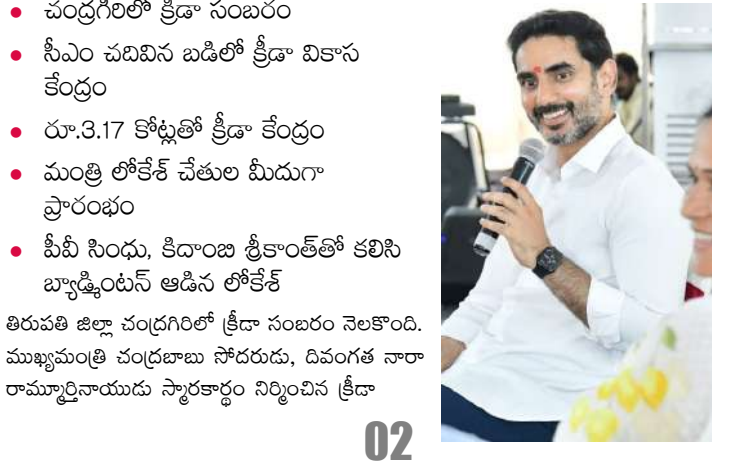 చంద్రగిరిలో క్రీడా సంబరం
సీఎం చదివిన బడిలో క్రీడా వికాస
కేంద్రం
రూ.3.17 కోట్లతో క్రీడా కేంద్రం
మంత్రి లోకేశ్ చేతుల మీదుగా
ప్రారంభం
పీవీ సింధు, కిదాంబి శ్రీకాంత్‌తో కలిసి
బ్యాడ్మింటన్ ఆడిన లోకేశ్
తిరుపతి జిల్లా చంద్రగిరిలో క్రీడా సంబరం నెలకొంది.
ముఖ్యమంత్రి చంద్రబాబు సోదరుడు, దివంగత నారా
రామ్మూర్తినాయుడు స్మారకార్థం నిర్మించిన క్రీడా
02